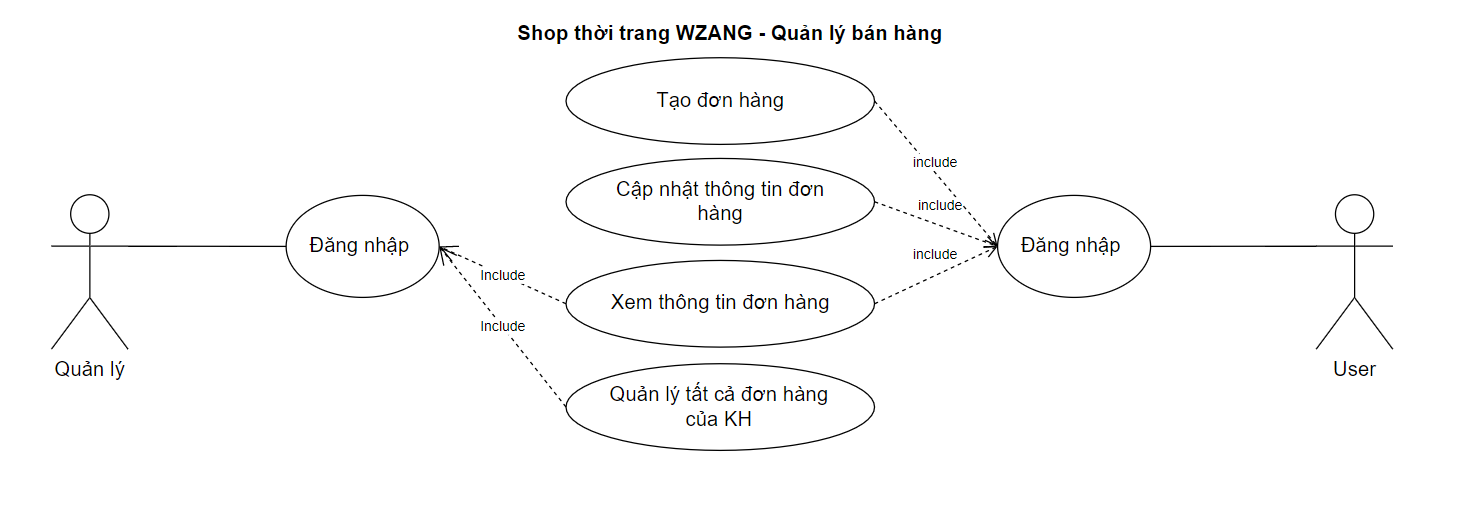 Shop thời trang WZANG - Quản lý bán hàng
Tạo đơn hàng
include
Cập nhật thông tin đơn
hàng
include
Đăng nhập
Đăng nhập
include
Include
Xem thông tin đơn hàng
Include
Quản lý
User
Quản lý tất cả đơn hàng
của KH